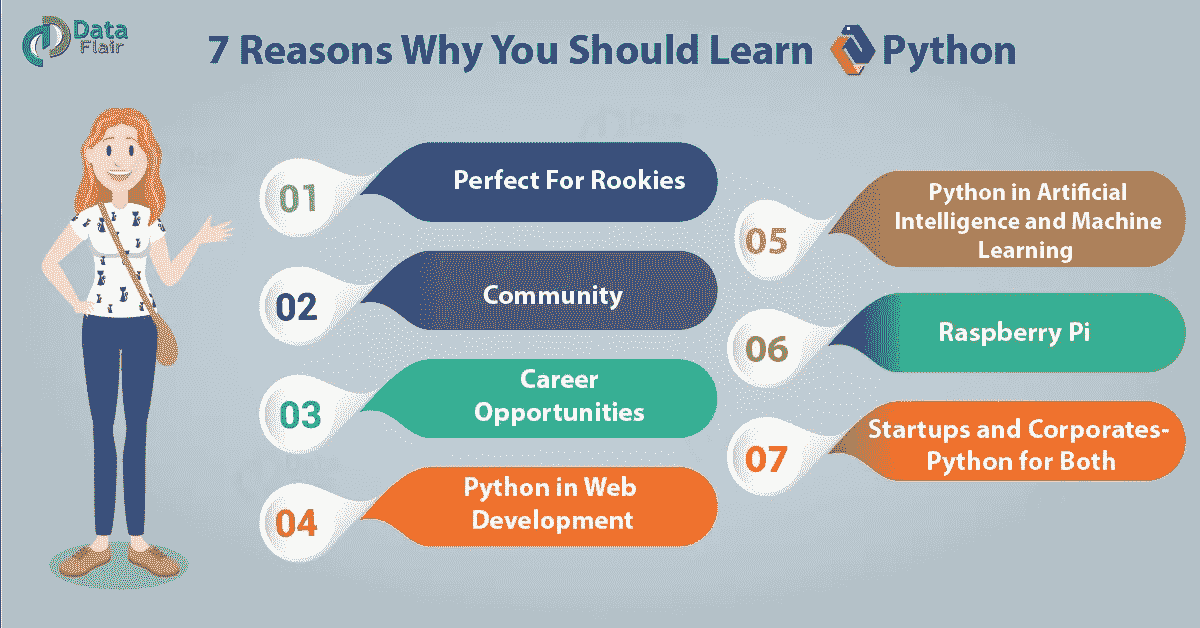 Data
Flair
7 Reasons Why You Should Learn Python
01
Perfect For Rookies
02
Community
03
Career
Opportunities
04
Python in Web
Development
05
Python in Artificial
Intelligence and Machine
Learning
06
Raspberry Pi
07
Startups and Corporates-
Python for Both